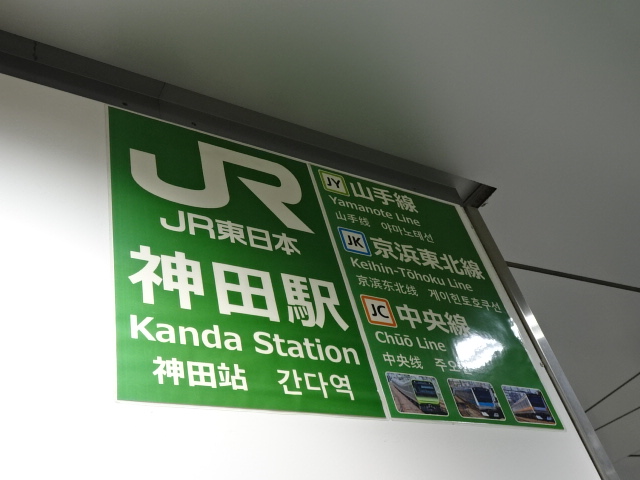 JR
JR東日本
神田駅
Kanda Station
神田站 간다역
JY 山手線
Yamanote Line
山手线 야마노테선
JK 京浜東北線
Keihin-Tōhoku Line
京滨东北线 게이힌토호쿠선
JC 中央線
Chūō Line
中央线